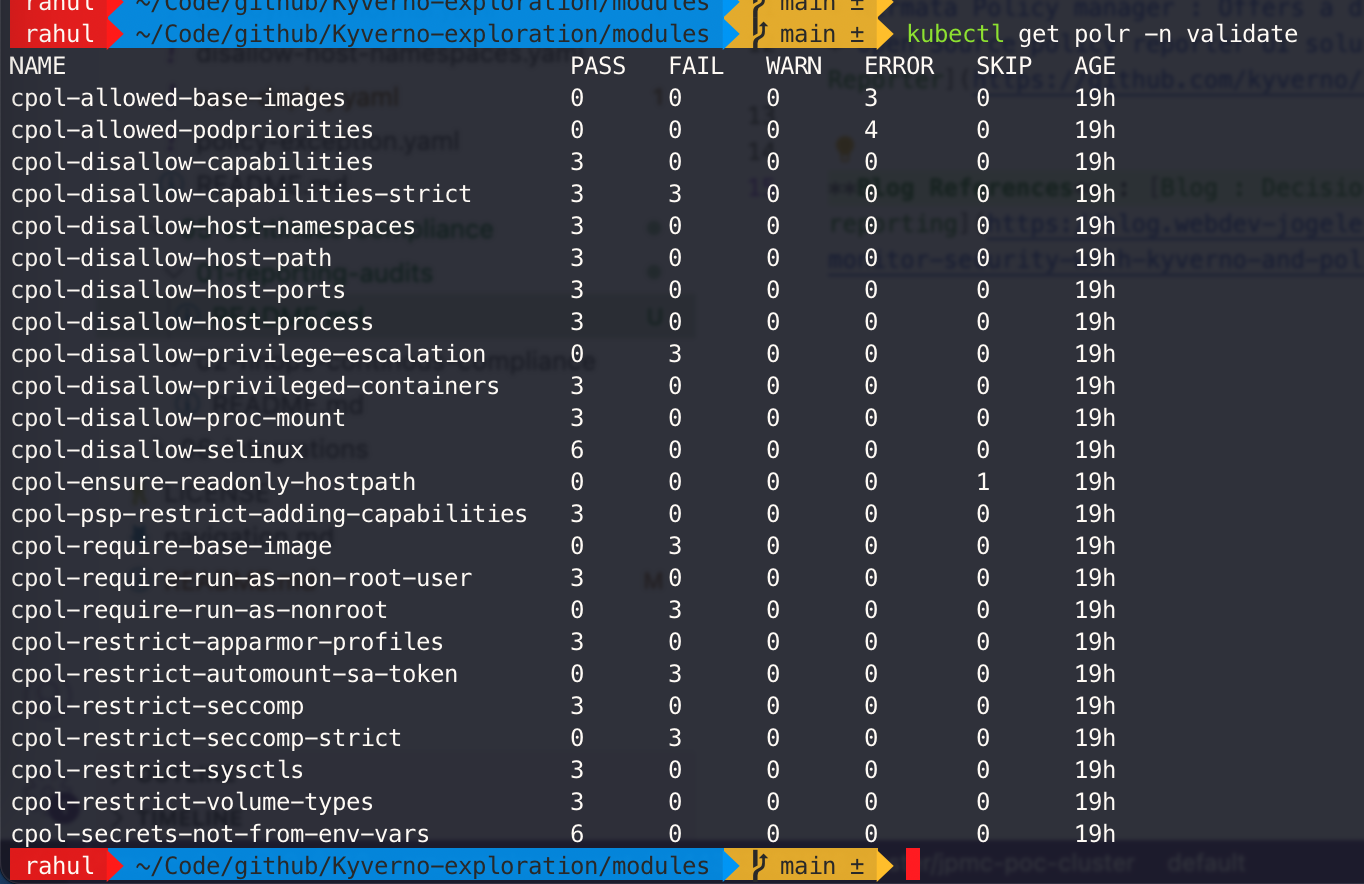 rahul ~/Code/github/Kyverno-exploration/modules main ±
rahul ~/Code/github/Kyverno-exploration/modules main ± kubectl get polr -n validate
NAME PASS FAIL WARN ERROR SKIP AGE
cpol-allowed-base-images 0 0 0 3 0 19h
cpol-allowed-podpriorities 0 0 0 4 0 19h
cpol-disallow-capabilities 3 0 0 0 0 19h
cpol-disallow-capabilities-strict 3 3 0 0 0 19h
cpol-disallow-host-namespaces 3 0 0 0 0 19h
cpol-disallow-host-path 3 0 0 0 0 19h
cpol-disallow-host-ports 3 0 0 0 0 19h
cpol-disallow-host-process 3 0 0 0 0 19h
cpol-disallow-privilege-escalation 0 3 0 0 0 19h
cpol-disallow-privileged-containers 3 0 0 0 0 19h
cpol-disallow-proc-mount 3 0 0 0 0 19h
cpol-disallow-selinux 6 0 0 0 0 19h
cpol-ensure-readonly-hostpath 0 0 0 0 1 19h
cpol-psp-restrict-adding-capabilities 3 0 0 0 0 19h
cpol-require-base-image 0 3 0 0 0 19h
cpol-require-run-as-non-root-user 3 0 0 0 0 19h
cpol-require-run-as-nonroot 0 3 0 0 0 19h
cpol-restrict-apparmor-profiles 3 0 0 0 0 19h
cpol-restrict-automount-sa-token 0 3 0 0 0 19h
cpol-restrict-seccomp 3 0 0 0 0 19h
cpol-restrict-seccomp-strict 0 3 0 0 0 19h
cpol-restrict-sysctls 3 0 0 0 0 19h
cpol-restrict-volume-types 3 0 0 0 0 19h
cpol-secrets-not-from-env-vars 6 0 0 0 0 19h
rahul ~/Code/github/Kyverno-exploration/modules main ±